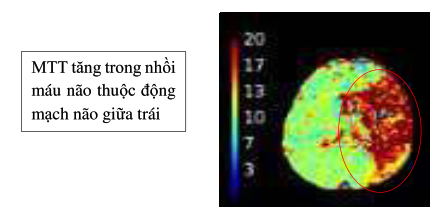 MTT tăng trong nhồi
máu não thuộc động
mạch não giữa trái
20
17
13
10
7
3